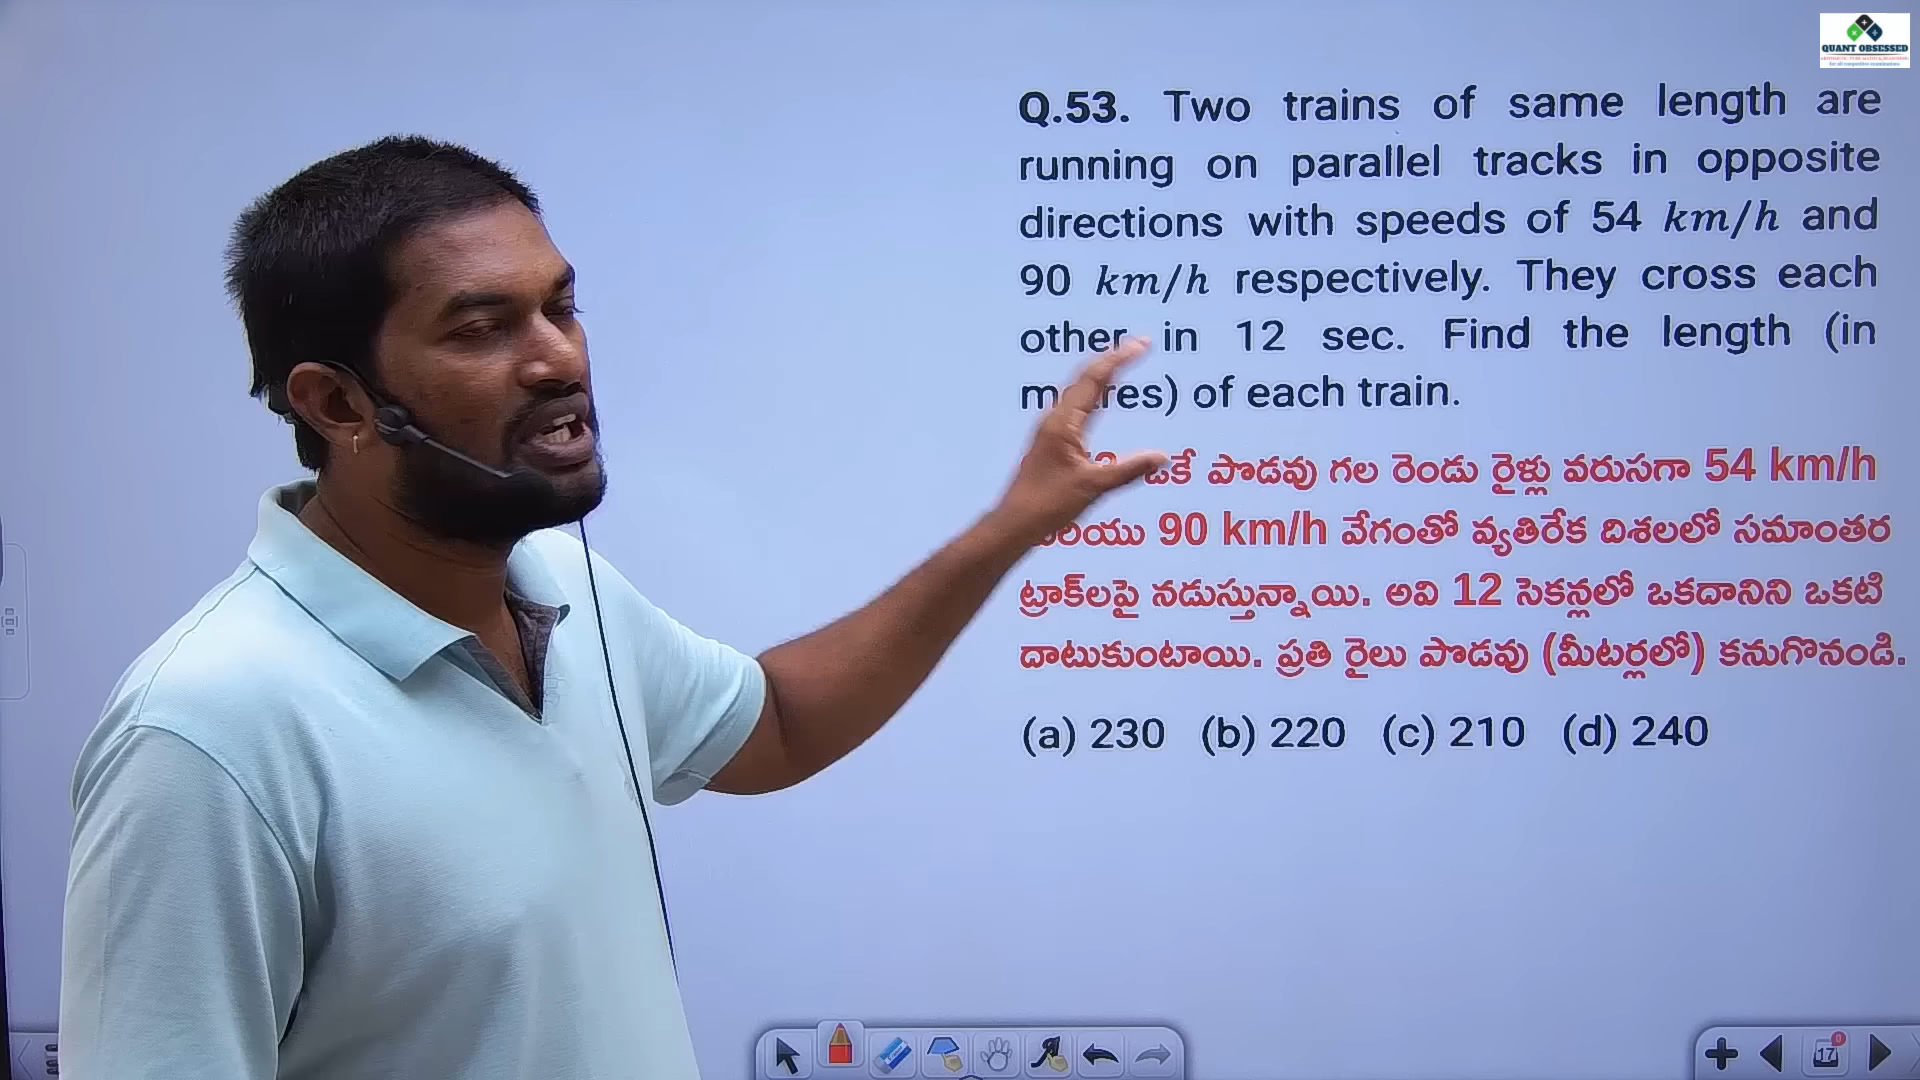 QUANT OBSESSED
Q.53. Two trains of same length are
running on parallel tracks in opposite
directions with speeds of 54 km/h and
90 km/h respectively. They cross each
other in 12 sec. Find the length (in
of each train.
ఒకే పొడవు గల రెండు రైళ్లు వరుసగా 54 km/h
90 km/h వేగంతో వ్యతిరేక దిశలలో సమాంతర
ట్రాక్‌లపై నడుస్తున్నాయి. అవి 12 సెకన్లలో ఒకదానిని ఒకటి
దాటుకుంటాయి. ప్రతి రైలు పొడవు (మీటర్లలో) కనుగొనండి.
(a) 230 (b) 220 (c) 210 (d) 240
17